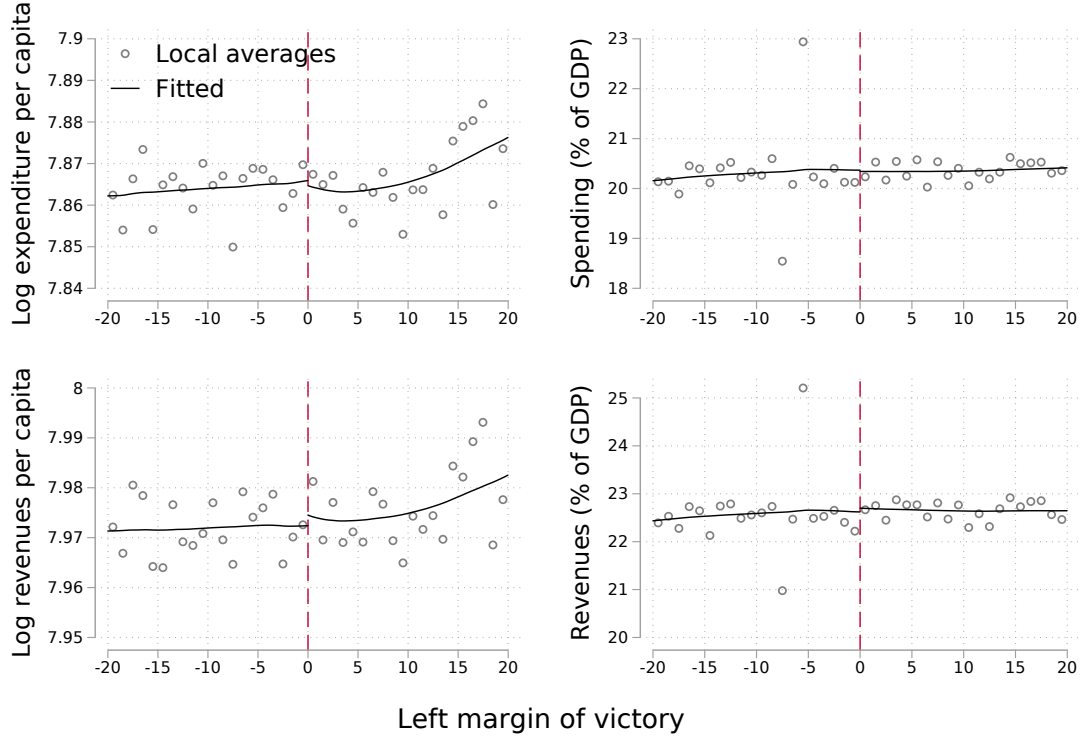 Log expenditure per capita
7.9
7.89
7.88
7.87
7.86
7.85
7.84
Local averages
Fitted
-20 -15 -10 -5 0 5 10 15 20
Spending (% of GDP)
23
22
21
20
19
18
-20 -15 -10 -5 0 5 10 15 20
Log revenues per capita
8
7.99
7.98
7.97
7.96
7.95
-20 -15 -10 -5 0 5 10 15 20
Revenues (% of GDP)
25
24
23
22
21
20
-20 -15 -10 -5 0 5 10 15 20
Left margin of victory